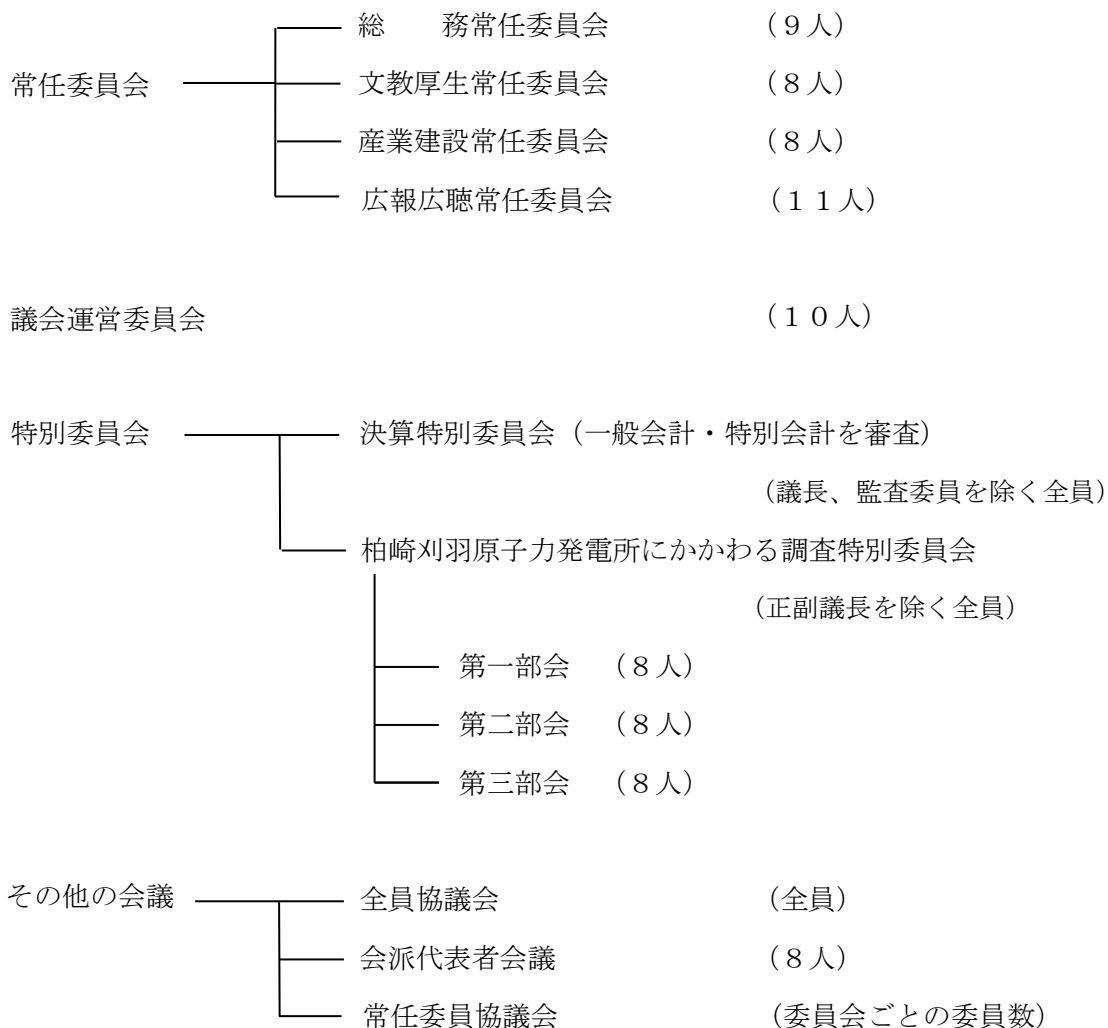 総　　務常任委員会　（９人）
常任委員会　文教厚生常任委員会　（８人）
産業建設常任委員会　（８人）
広報広聴常任委員会　（１１人）
議会運営委員会　（１０人）
特別委員会　決算特別委員会（一般会計・特別会計を審査）
（議長、監査委員を除く全員）
柏崎刈羽原子力発電所にかかわる調査特別委員会
（正副議長を除く全員）
第一部会　（８人）
第二部会　（８人）
第三部会　（８人）
その他の会議　全員協議会　（全員）
会派代表者会議　（８人）
常任委員協議会　（委員会ごとの委員数）